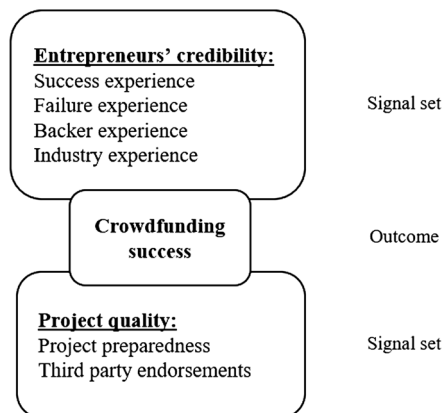 Entrepreneurs' credibility:
Success experience
Failure experience
Backer experience
Industry experience
Signal set
Crowdfunding
success
Outcome
Project quality:
Project preparedness
Third party endorsements
Signal set